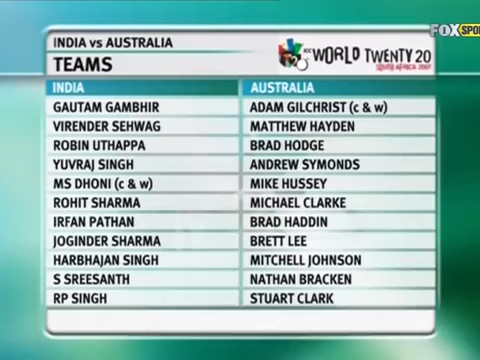 FOX SPO
INDIA vs AUSTRALIA
TEAMS
ICC WORLD TWENTY 20
SOUTH AFRICA 2007
INDIA AUSTRALIA
GAUTAM GAMBHIR ADAM GILCHRIST (c & w)
VIRENDER SEHWAG MATTHEW HAYDEN
ROBIN UTHAPPA BRAD HODGE
YUVRAJ SINGH ANDREW SYMONDS
MS DHONI (c & w) MIKE HUSSEY
ROHIT SHARMA MICHAEL CLARKE
IRFAN PATHAN BRAD HADDIN
JOGINDER SHARMA BRETT LEE
HARBHAJAN SINGH MITCHELL JOHNSON
S SREESANTH NATHAN BRACKEN
RP SINGH STUART CLARK